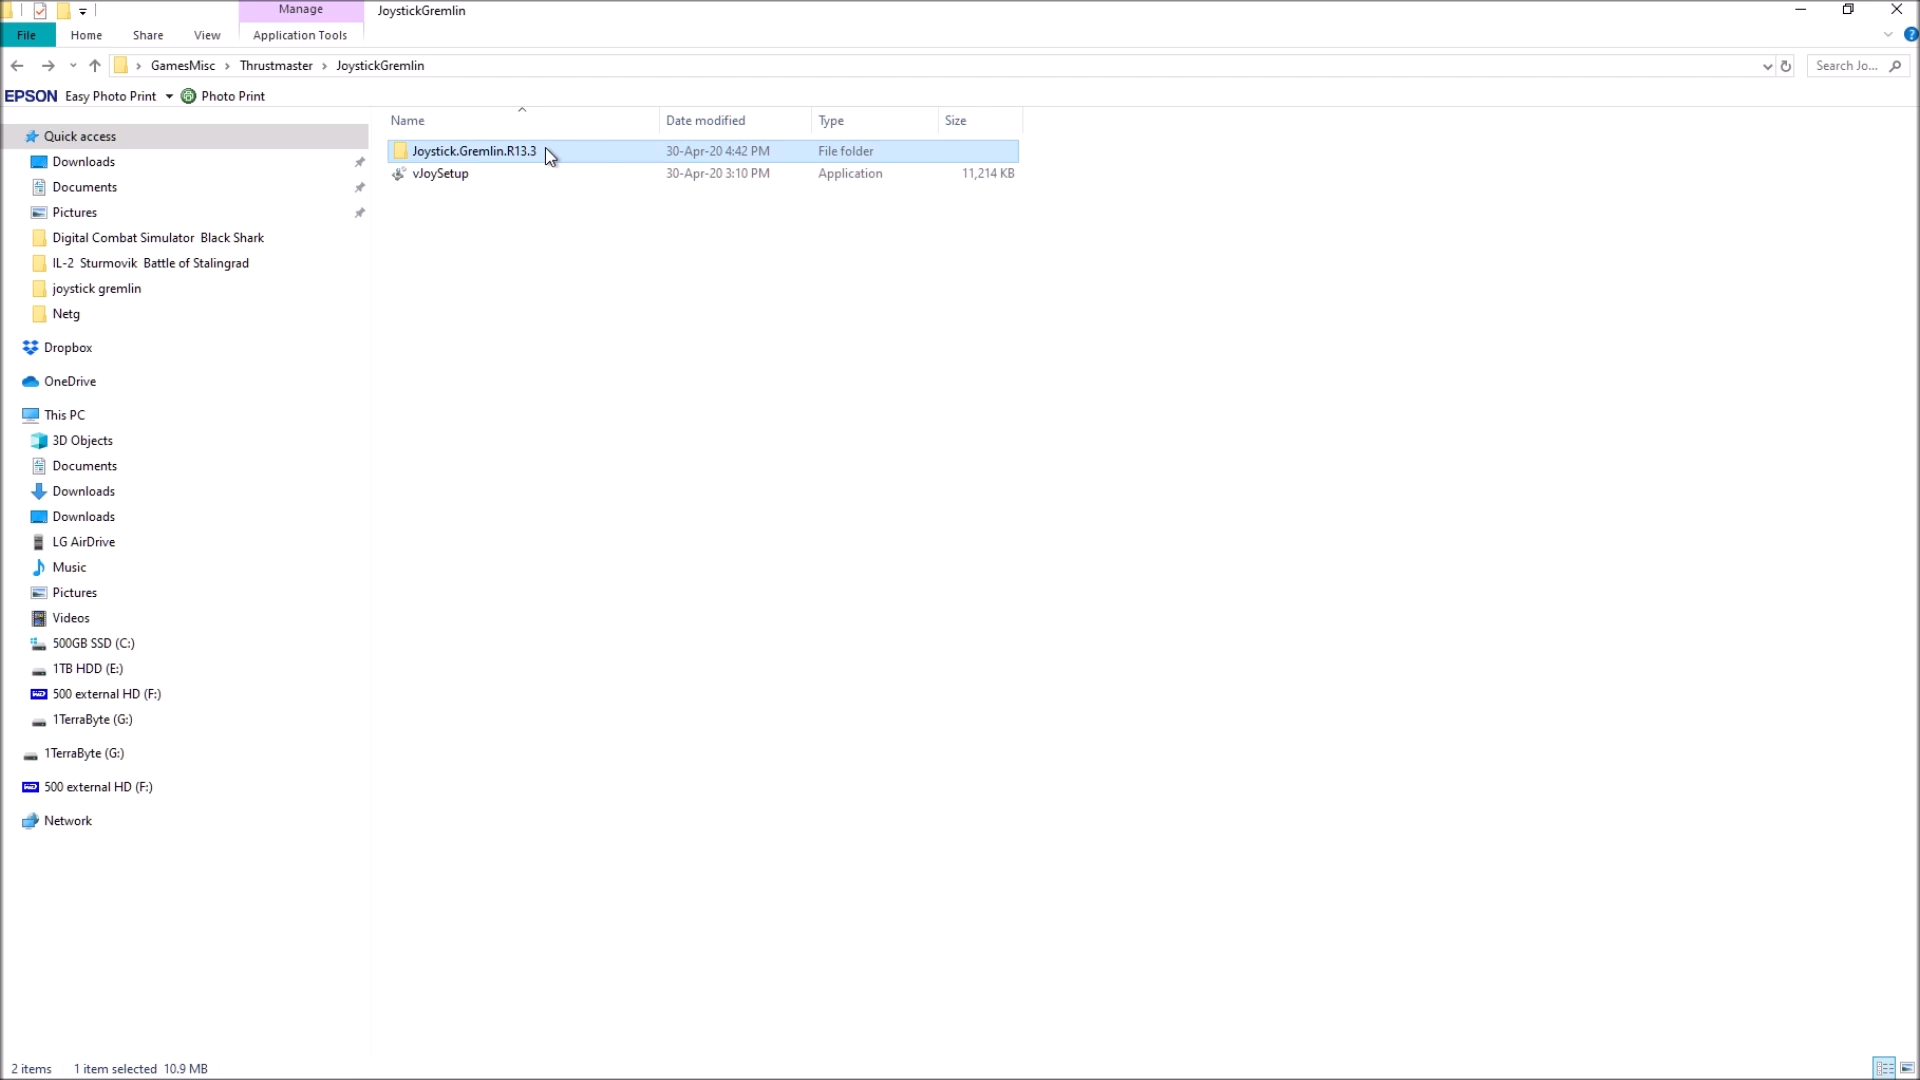 Manage
JoystickGremlin
File
Home
Share
View
Application Tools
GamesMisc
Thrustmaster
JoystickGremlin
Search Jo...
EPSON Easy Photo Print
Photo Print
Name
Date modified
Type
Size
Joystick.Gremlin.R13.3
30-Apr-20 4:42 PM
File folder
vJoySetup
30-Apr-20 3:10 PM
Application
11,214 KB
Quick access
Downloads
Documents
Pictures
Digital Combat Simulator Black Shark
IL-2 Sturmovik Battle of Stalingrad
joystick gremlin
Netg
Dropbox
OneDrive
This PC
3D Objects
Documents
Downloads
Downloads
LG AirDrive
Music
Pictures
Videos
500GB SSD (C:)
1TB HDD (E:)
500 external HD (F:)
1TerraByte (G:)
1TerraByte (G:)
500 external HD (F:)
Network
2 items
1 item selected 10.9 MB